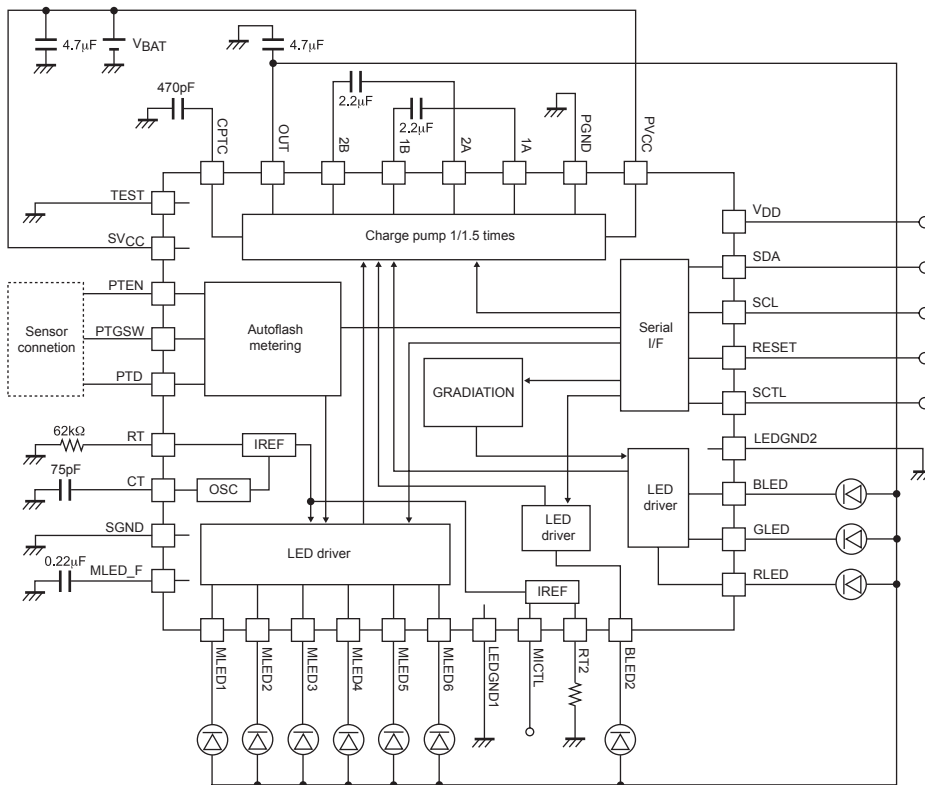 4.7μF
VBAT
4.7μF
470pF
2.2μF
2.2μF
CPTC
OUT
2B
1B
2A
1A
PGND
PVCC
TEST
SVCC
PTEN
PTGSW
PTD
Sensor
connetion
RT
62kΩ
CT
75pF
SGND
MLED_F
0.22μF
Charge pump 1/1.5 times
Autoflash
metering
Serial
I/F
GRADIATION
IREF
OSC
LED driver
LED
driver
LED
driver
IREF
VDD
SDA
SCL
RESET
SCTL
LEDGND2
BLED
GLED
RLED
MLED1
MLED2
MLED3
MLED4
MLED5
MLED6
LEDGND1
MICTL
RT2
BLED2